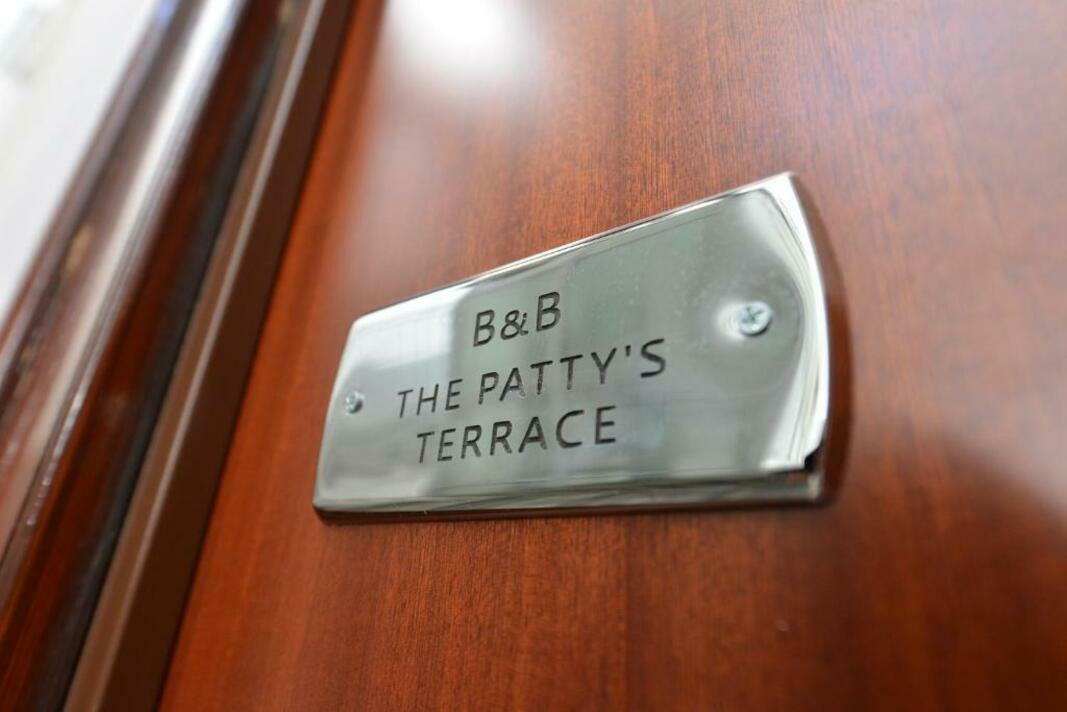 B&B
THE PATTY'S
TERRACE